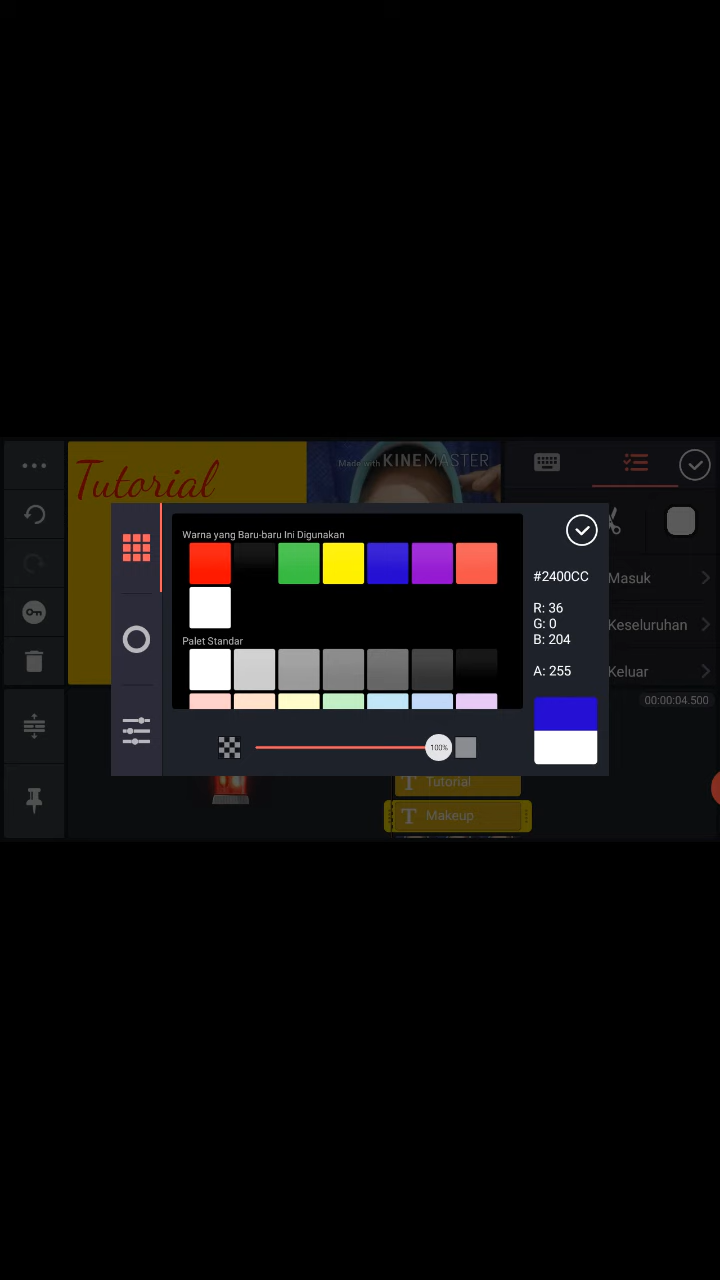 Tutorial
Made with KINEMASTER
Warna yang Baru-baru Ini Digunakan
Palet Standar
100%
#2400CC
R: 36
G: 0
B: 204
A: 255
Masuk
Keseluruhan
Keluar
00:00:04.500
T Tutorial
T Makeup